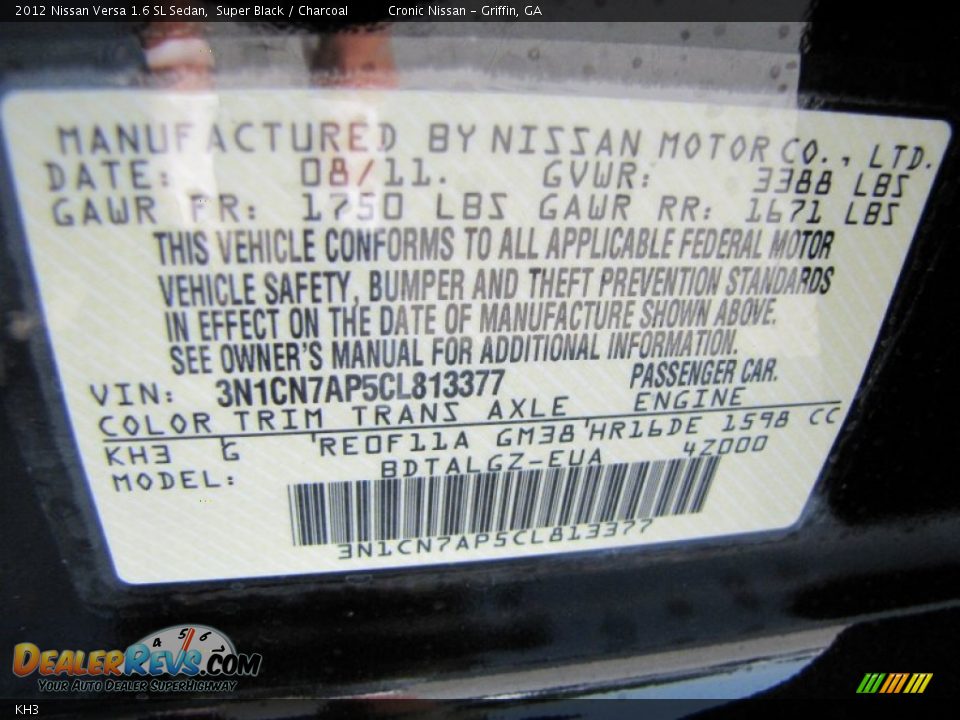 2012 Nissan Versa 1.6 SL Sedan, Super Black / Charcoal Cronic Nissan - Griffin, GA
MANUFACTURED BY NISSAN MOTOR CO., LTD.
DATE: 08/11. GVWR: 3388 LBS
GAWR FR: 1750 LBS GAWR RR: 1671 LBS
THIS VEHICLE CONFORMS TO ALL APPLICABLE FEDERAL MOTOR
VEHICLE SAFETY, BUMPER AND THEFT PREVENTION STANDARDS
IN EFFECT ON THE DATE OF MANUFACTURE SHOWN ABOVE.
SEE OWNER'S MANUAL FOR ADDITIONAL INFORMATION.
VIN: 3N1CN7AP5CL813377 PASSENGER CAR.
COLOR TRIM TRANS AXLE ENGINE
KH3 G 'RE0F11A GM38'HR16DE 1598 CC
MODEL: BDTALGZ-EUA 4Z000
3N1CN7AP5CL813377
4 5 6
DEALERREVS.COM
YOUR AUTO DEALER SUPERHIGHWAY
KH3